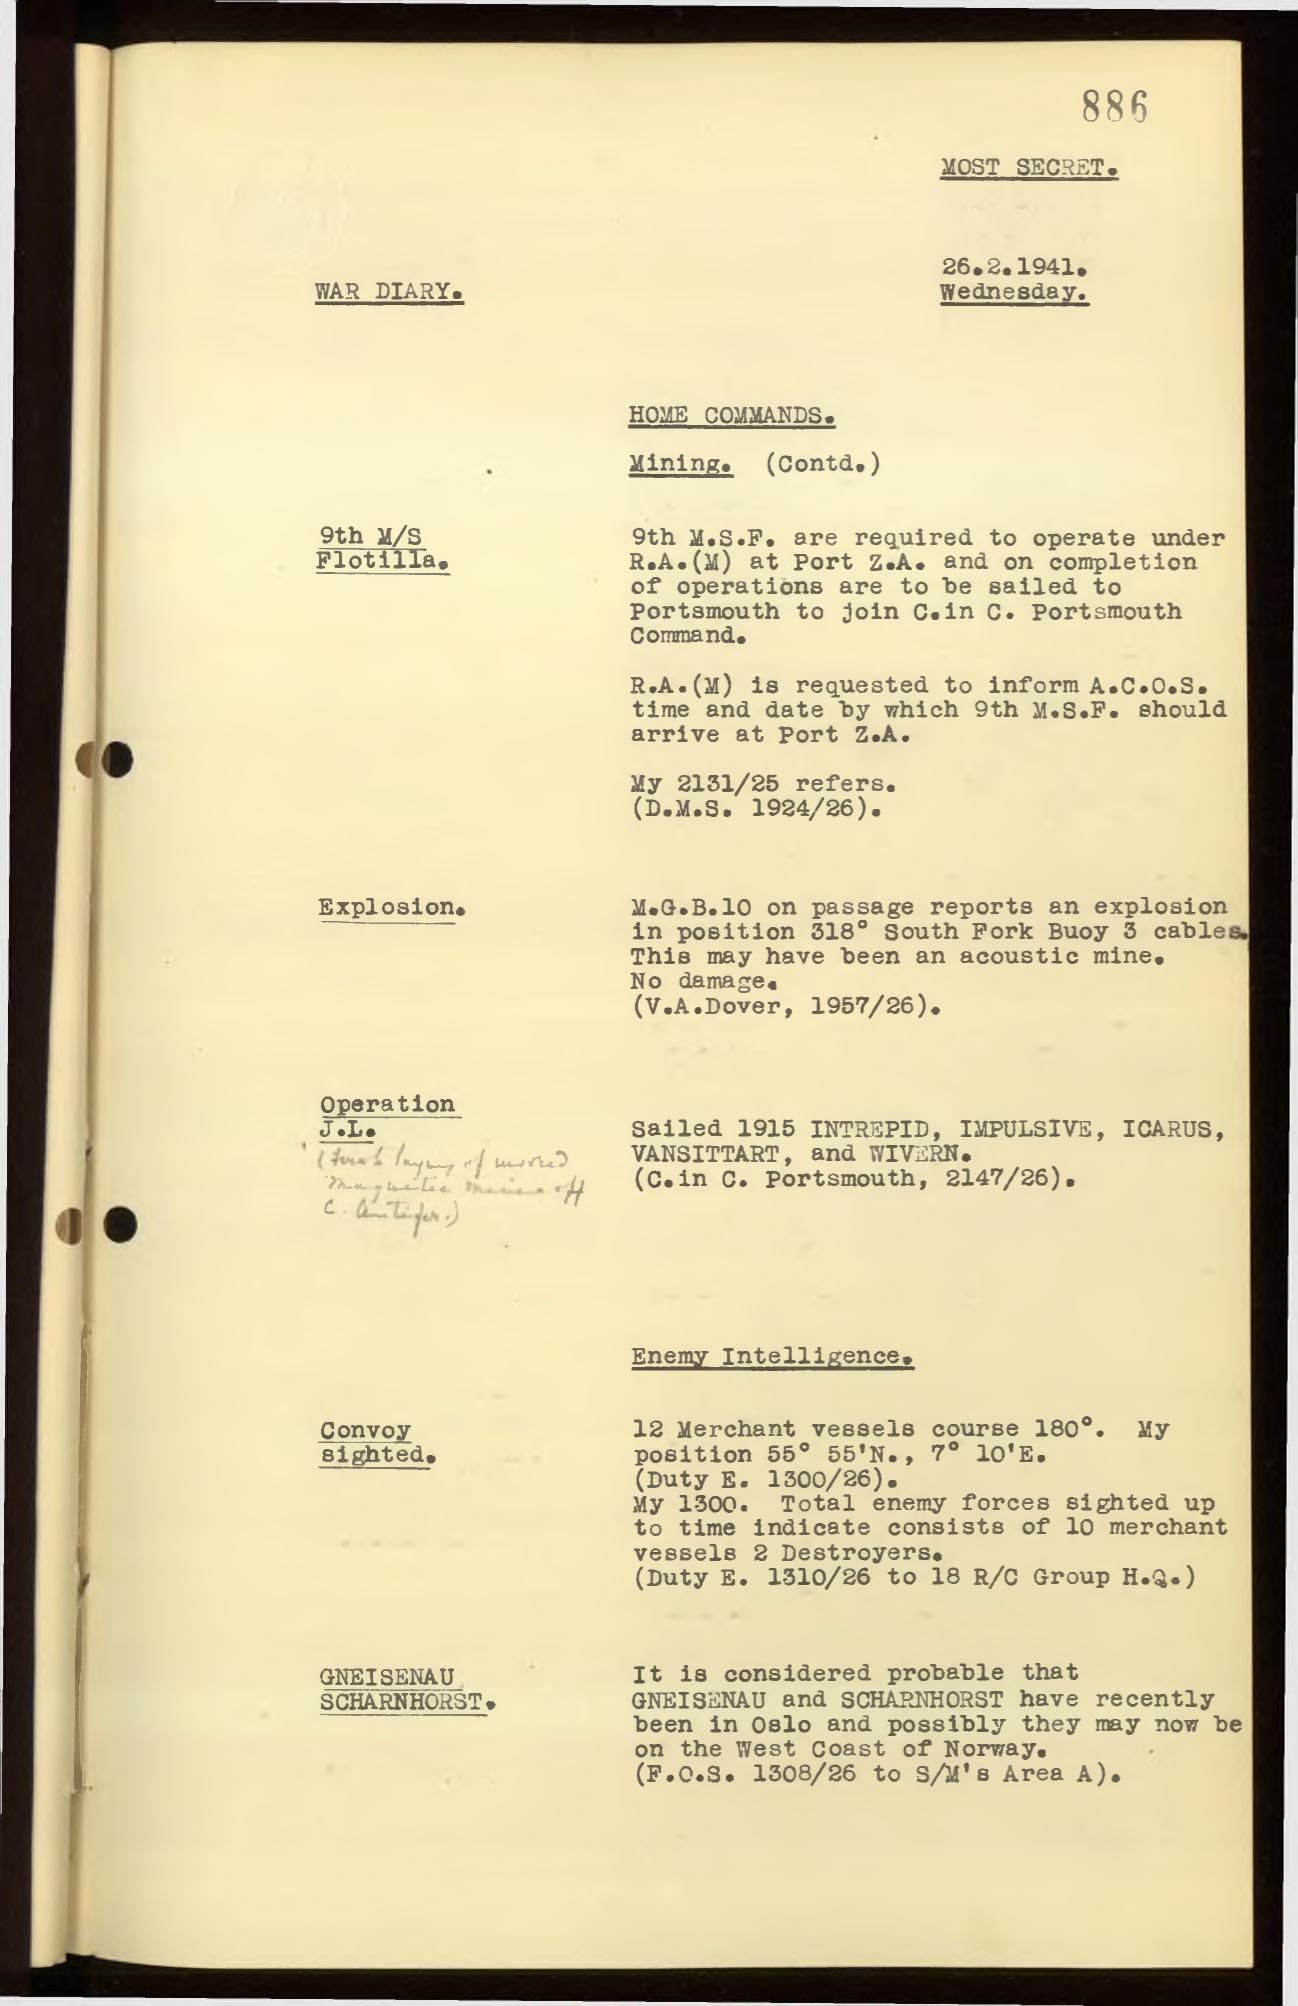 886
MOST SECRET.
26.2.1941.
WAR DIARY.
Wednesday.
HOME COMMANDS.
Mining. (Contd.)
9th M/S
Flotilla.
9th M.S.F. are required to operate under
R.A.(M) at Port Z.A. and on completion
of operations are to be sailed to
Portsmouth to join C.in C. Portsmouth
Command.
R.A.(M) is requested to inform A.C.O.S.
time and date by which 9th M.S.F. should
arrive at Port Z.A.
My 2131/25 refers.
(D.M.S. 1924/26).
Explosion.
M.G.B.10 on passage reports an explosion
in position 318° South Fork Buoy 3 cables.
This may have been an acoustic mine.
No damage.
(V.A.Dover, 1957/26).
Operation
J.L.
(first laying of moored
magnetic mines off
C. Antifer.)
Sailed 1915 INTREPID, IMPULSIVE, ICARUS,
VANSITTART, and WIVERN.
(C.in C. Portsmouth, 2147/26).
Enemy Intelligence.
Convoy
sighted.
12 Merchant vessels course 180°. My
position 55° 55'N., 7° 10'E.
(Duty E. 1300/26).
My 1300. Total enemy forces sighted up
to time indicate consists of 10 merchant
vessels 2 Destroyers.
(Duty E. 1310/26 to 18 R/C Group H.Q.)
GNEISENAU
SCHARNHORST.
It is considered probable that
GNEISENAU and SCHARNHORST have recently
been in Oslo and possibly they may now be
on the West Coast of Norway.
(F.O.S. 1308/26 to S/M's Area A).